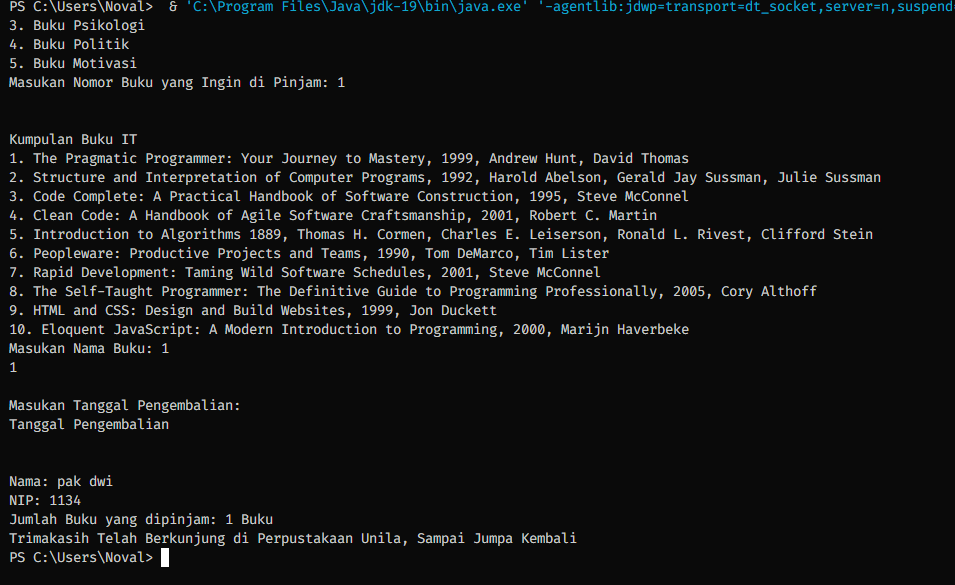 PS C:\Users\Noval>  & 'C:\Program Files\Java\jdk-19\bin\java.exe' '-agentlib:jdwp=transport=dt_socket,server=n,suspend=
3. Buku Psikologi
4. Buku Politik
5. Buku Motivasi
Masukan Nomor Buku yang Ingin di Pinjam: 1
Kumpulan Buku IT
1. The Pragmatic Programmer: Your Journey to Mastery, 1999, Andrew Hunt, David Thomas
2. Structure and Interpretation of Computer Programs, 1992, Harold Abelson, Gerald Jay Sussman, Julie Sussman
3. Code Complete: A Practical Handbook of Software Construction, 1995, Steve McConnel
4. Clean Code: A Handbook of Agile Software Craftsmanship, 2001, Robert C. Martin
5. Introduction to Algorithms 1889, Thomas H. Cormen, Charles E. Leiserson, Ronald L. Rivest, Clifford Stein
6. Peopleware: Productive Projects and Teams, 1990, Tom DeMarco, Tim Lister
7. Rapid Development: Taming Wild Software Schedules, 2001, Steve McConnel
8. The Self-Taught Programmer: The Definitive Guide to Programming Professionally, 2005, Cory Althoff
9. HTML and CSS: Design and Build Websites, 1999, Jon Duckett
10. Eloquent JavaScript: A Modern Introduction to Programming, 2000, Marijn Haverbeke
Masukan Nama Buku: 1
1
Masukan Tanggal Pengembalian:
Tanggal Pengembalian
Nama: pak dwi
NIP: 1134
Jumlah Buku yang dipinjam: 1 Buku
Trimakasih Telah Berkunjung di Perpustakaan Unila, Sampai Jumpa Kembali
PS C:\Users\Noval>